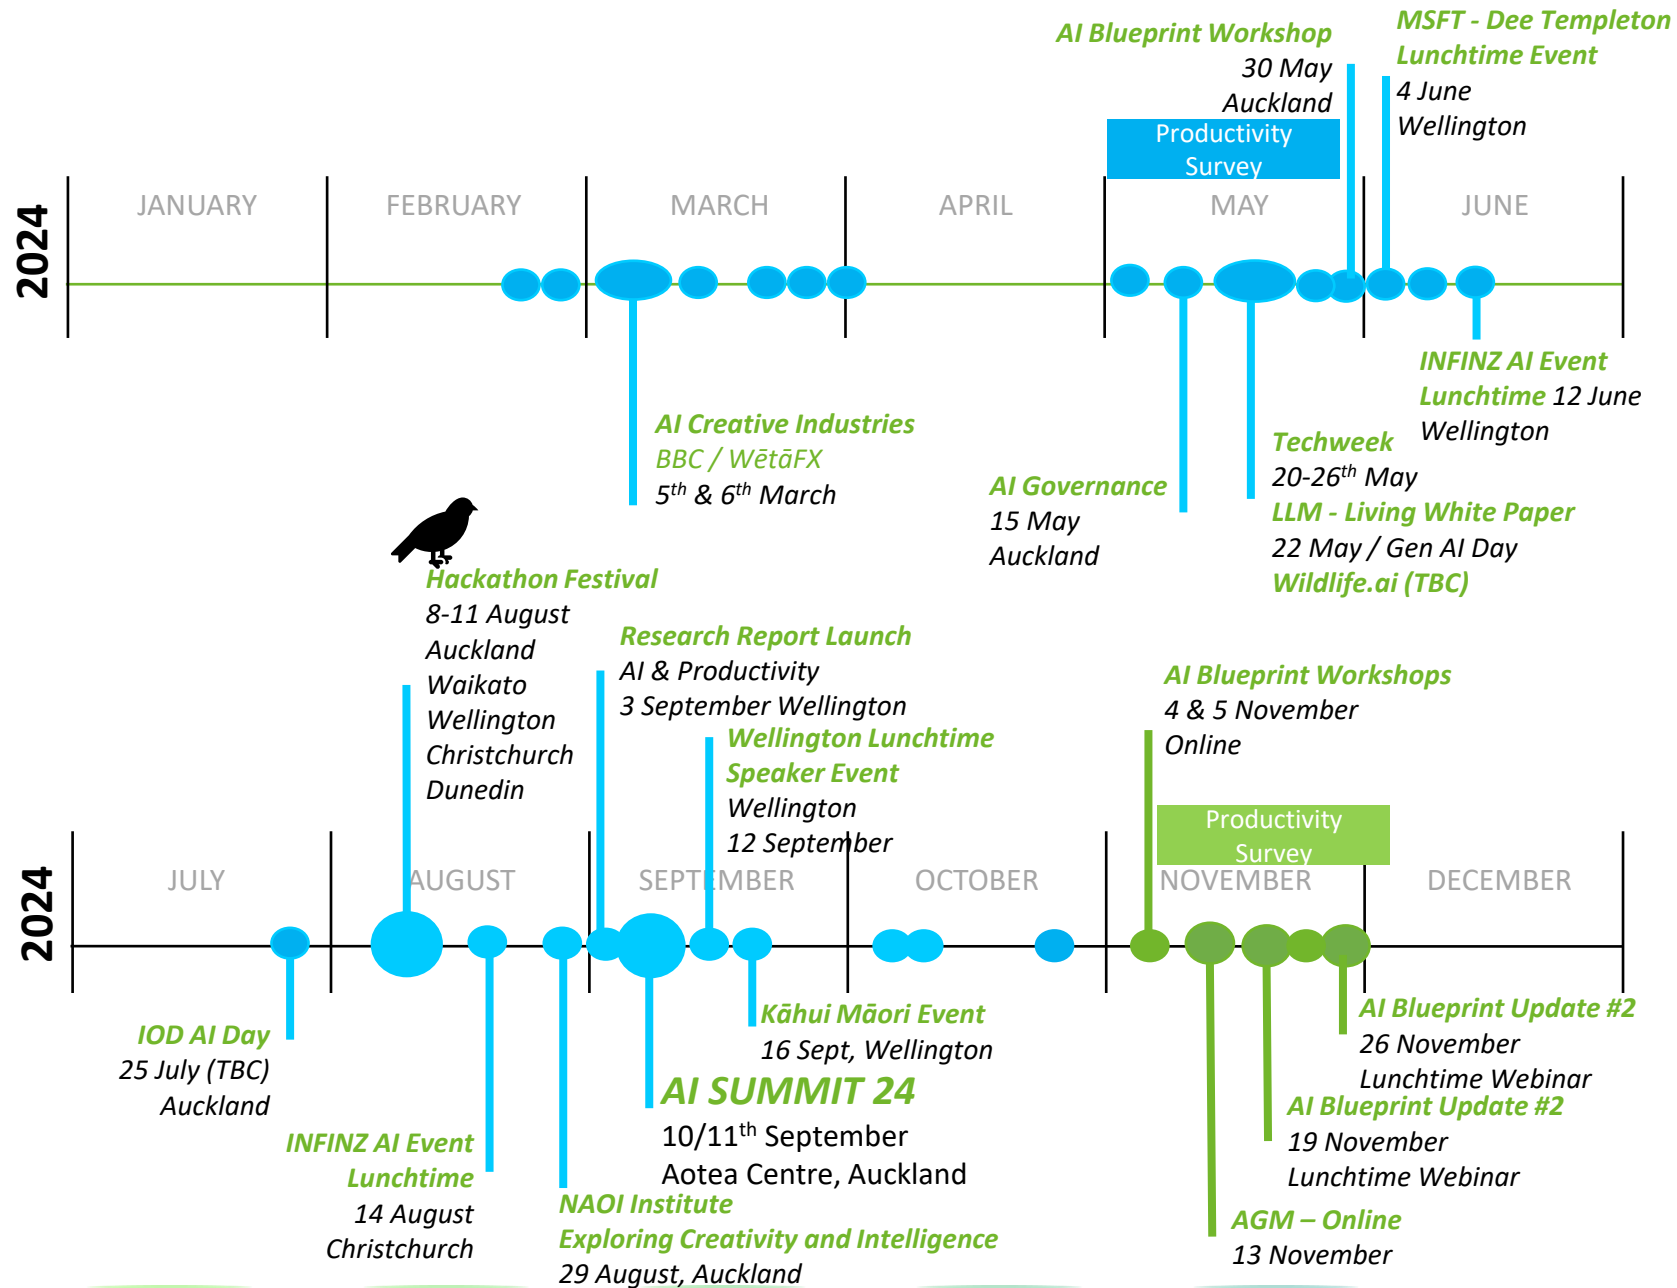 AI Blueprint Workshop
30 May
Auckland
MSFT - Dee Templeton
Lunchtime Event
4 June
Wellington
Productivity
Survey
2024
JANUARY
FEBRUARY
MARCH
APRIL
MAY
JUNE
AI Creative Industries
BBC / WētāFX
5th & 6th March
AI Governance
15 May
Auckland
Techweek
20-26th May
LLM - Living White Paper
22 May / Gen AI Day
Wildlife.ai (TBC)
INFINZ AI Event
Lunchtime 12 June
Wellington
Hackathon Festival
8-11 August
Auckland
Waikato
Wellington
Christchurch
Dunedin
Research Report Launch
AI & Productivity
3 September Wellington
Wellington Lunchtime
Speaker Event
Wellington
12 September
AI Blueprint Workshops
4 & 5 November
Online
Productivity
Survey
2024
JULY
AUGUST
SEPTEMBER
OCTOBER
NOVEMBER
DECEMBER
IOD AI Day
25 July (TBC)
Auckland
INFINZ AI Event
Lunchtime
14 August
Christchurch
NAOI Institute
Exploring Creativity and Intelligence
29 August, Auckland
Kāhui Māori Event
16 Sept, Wellington
AI SUMMIT 24
10/11th September
Aotea Centre, Auckland
AI Blueprint Update #2
26 November
Lunchtime Webinar
AI Blueprint Update #2
19 November
Lunchtime Webinar
AGM – Online
13 November